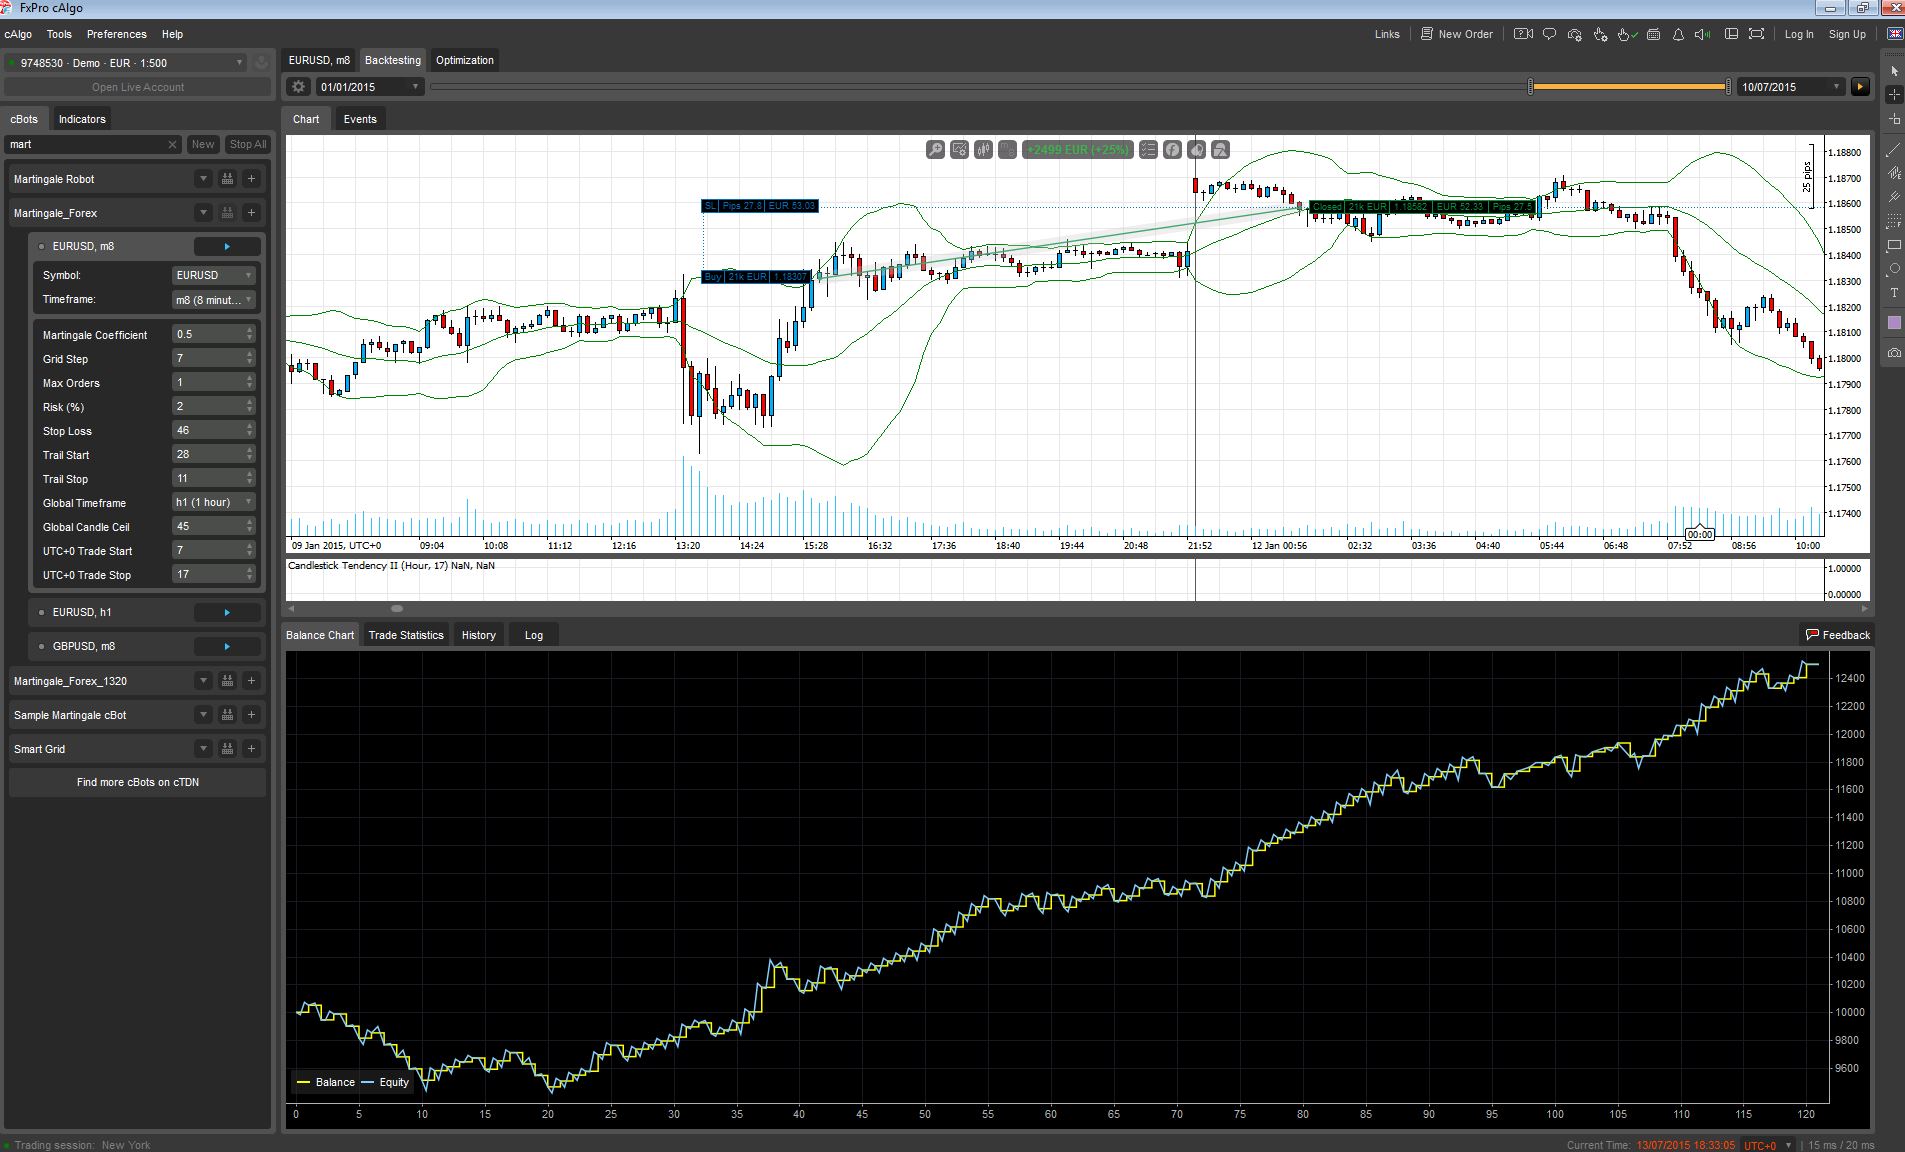 FxPro cAlgo
cAlgo Tools Preferences Help
Links New Order Log In Sign Up
9748530 · Demo · EUR · 1:500
Open Live Account
EURUSD, m8 Backtesting Optimization
01/01/2015 10/07/2015
cBots Indicators
mart New Stop All
Martingale Robot
Martingale_Forex
EURUSD, m8
Symbol: EURUSD
Timeframe: m8 (8 minut...
Martingale Coefficient 0.5
Grid Step 7
Max Orders 1
Risk (%) 2
Stop Loss 46
Trail Start 28
Trail Stop 11
Global Timeframe h1 (1 hour)
Global Candle Ceil 45
UTC+0 Trade Start 7
UTC+0 Trade Stop 17
EURUSD, h1
GBPUSD, m8
Martingale_Forex_1320
Sample Martingale cBot
Smart Grid
Find more cBots on cTDN
Chart Events
+2499 EUR (+25%)
SL Pips 27.8 EUR 53.03
Buy 21k EUR 1.18307
Closed 21k EUR 1.18582 EUR 52.33 Pips 27.5
25 pips
1.18800
1.18700
1.18600
1.18500
1.18400
1.18300
1.18200
1.18100
1.18000
1.17900
1.17800
1.17700
1.17600
1.17500
1.17400
00:00
09 Jan 2015, UTC+0 09:04 10:08 11:12 12:16 13:20 14:24 15:28 16:32 17:36 18:40 19:44 20:48 21:52 12 Jan 00:56 02:32 03:36 04:40 05:44 06:48 07:52 08:56 10:00
Candlestick Tendency II (Hour, 17) NaN, NaN
1.00000
0.00000
Balance Chart Trade Statistics History Log
Feedback
12400
12200
12000
11800
11600
11400
11200
11000
10800
10600
10400
10200
10000
9800
9600
Balance Equity
0 5 10 15 20 25 30 35 40 45 50 55 60 65 70 75 80 85 90 95 100 105 110 115 120
Trading session: New York
Current Time: 13/07/2015 18:33:05 UTC+0 | 15 ms / 20 ms